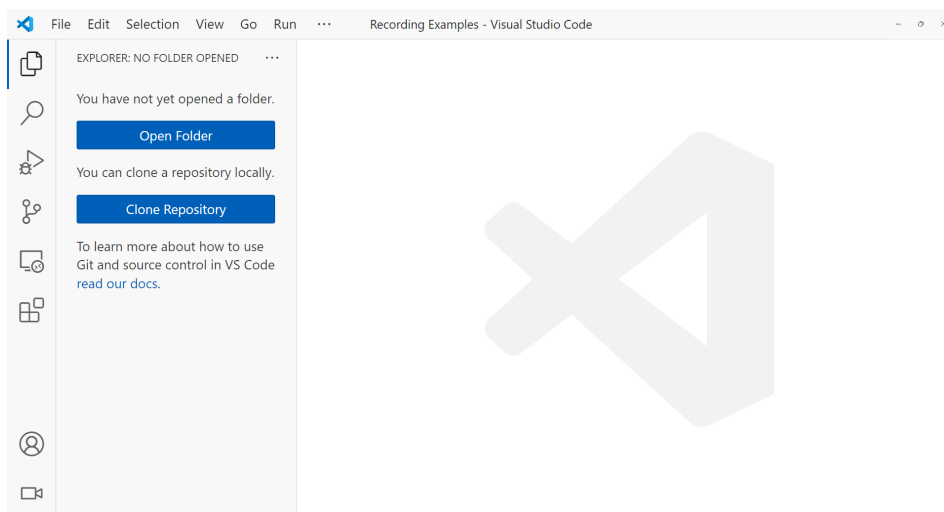 File Edit Selection View Go Run ··· Recording Examples - Visual Studio Code
EXPLORER: NO FOLDER OPENED ···
You have not yet opened a folder.
Open Folder
You can clone a repository locally.
Clone Repository
To learn more about how to use
Git and source control in VS Code
read our docs.